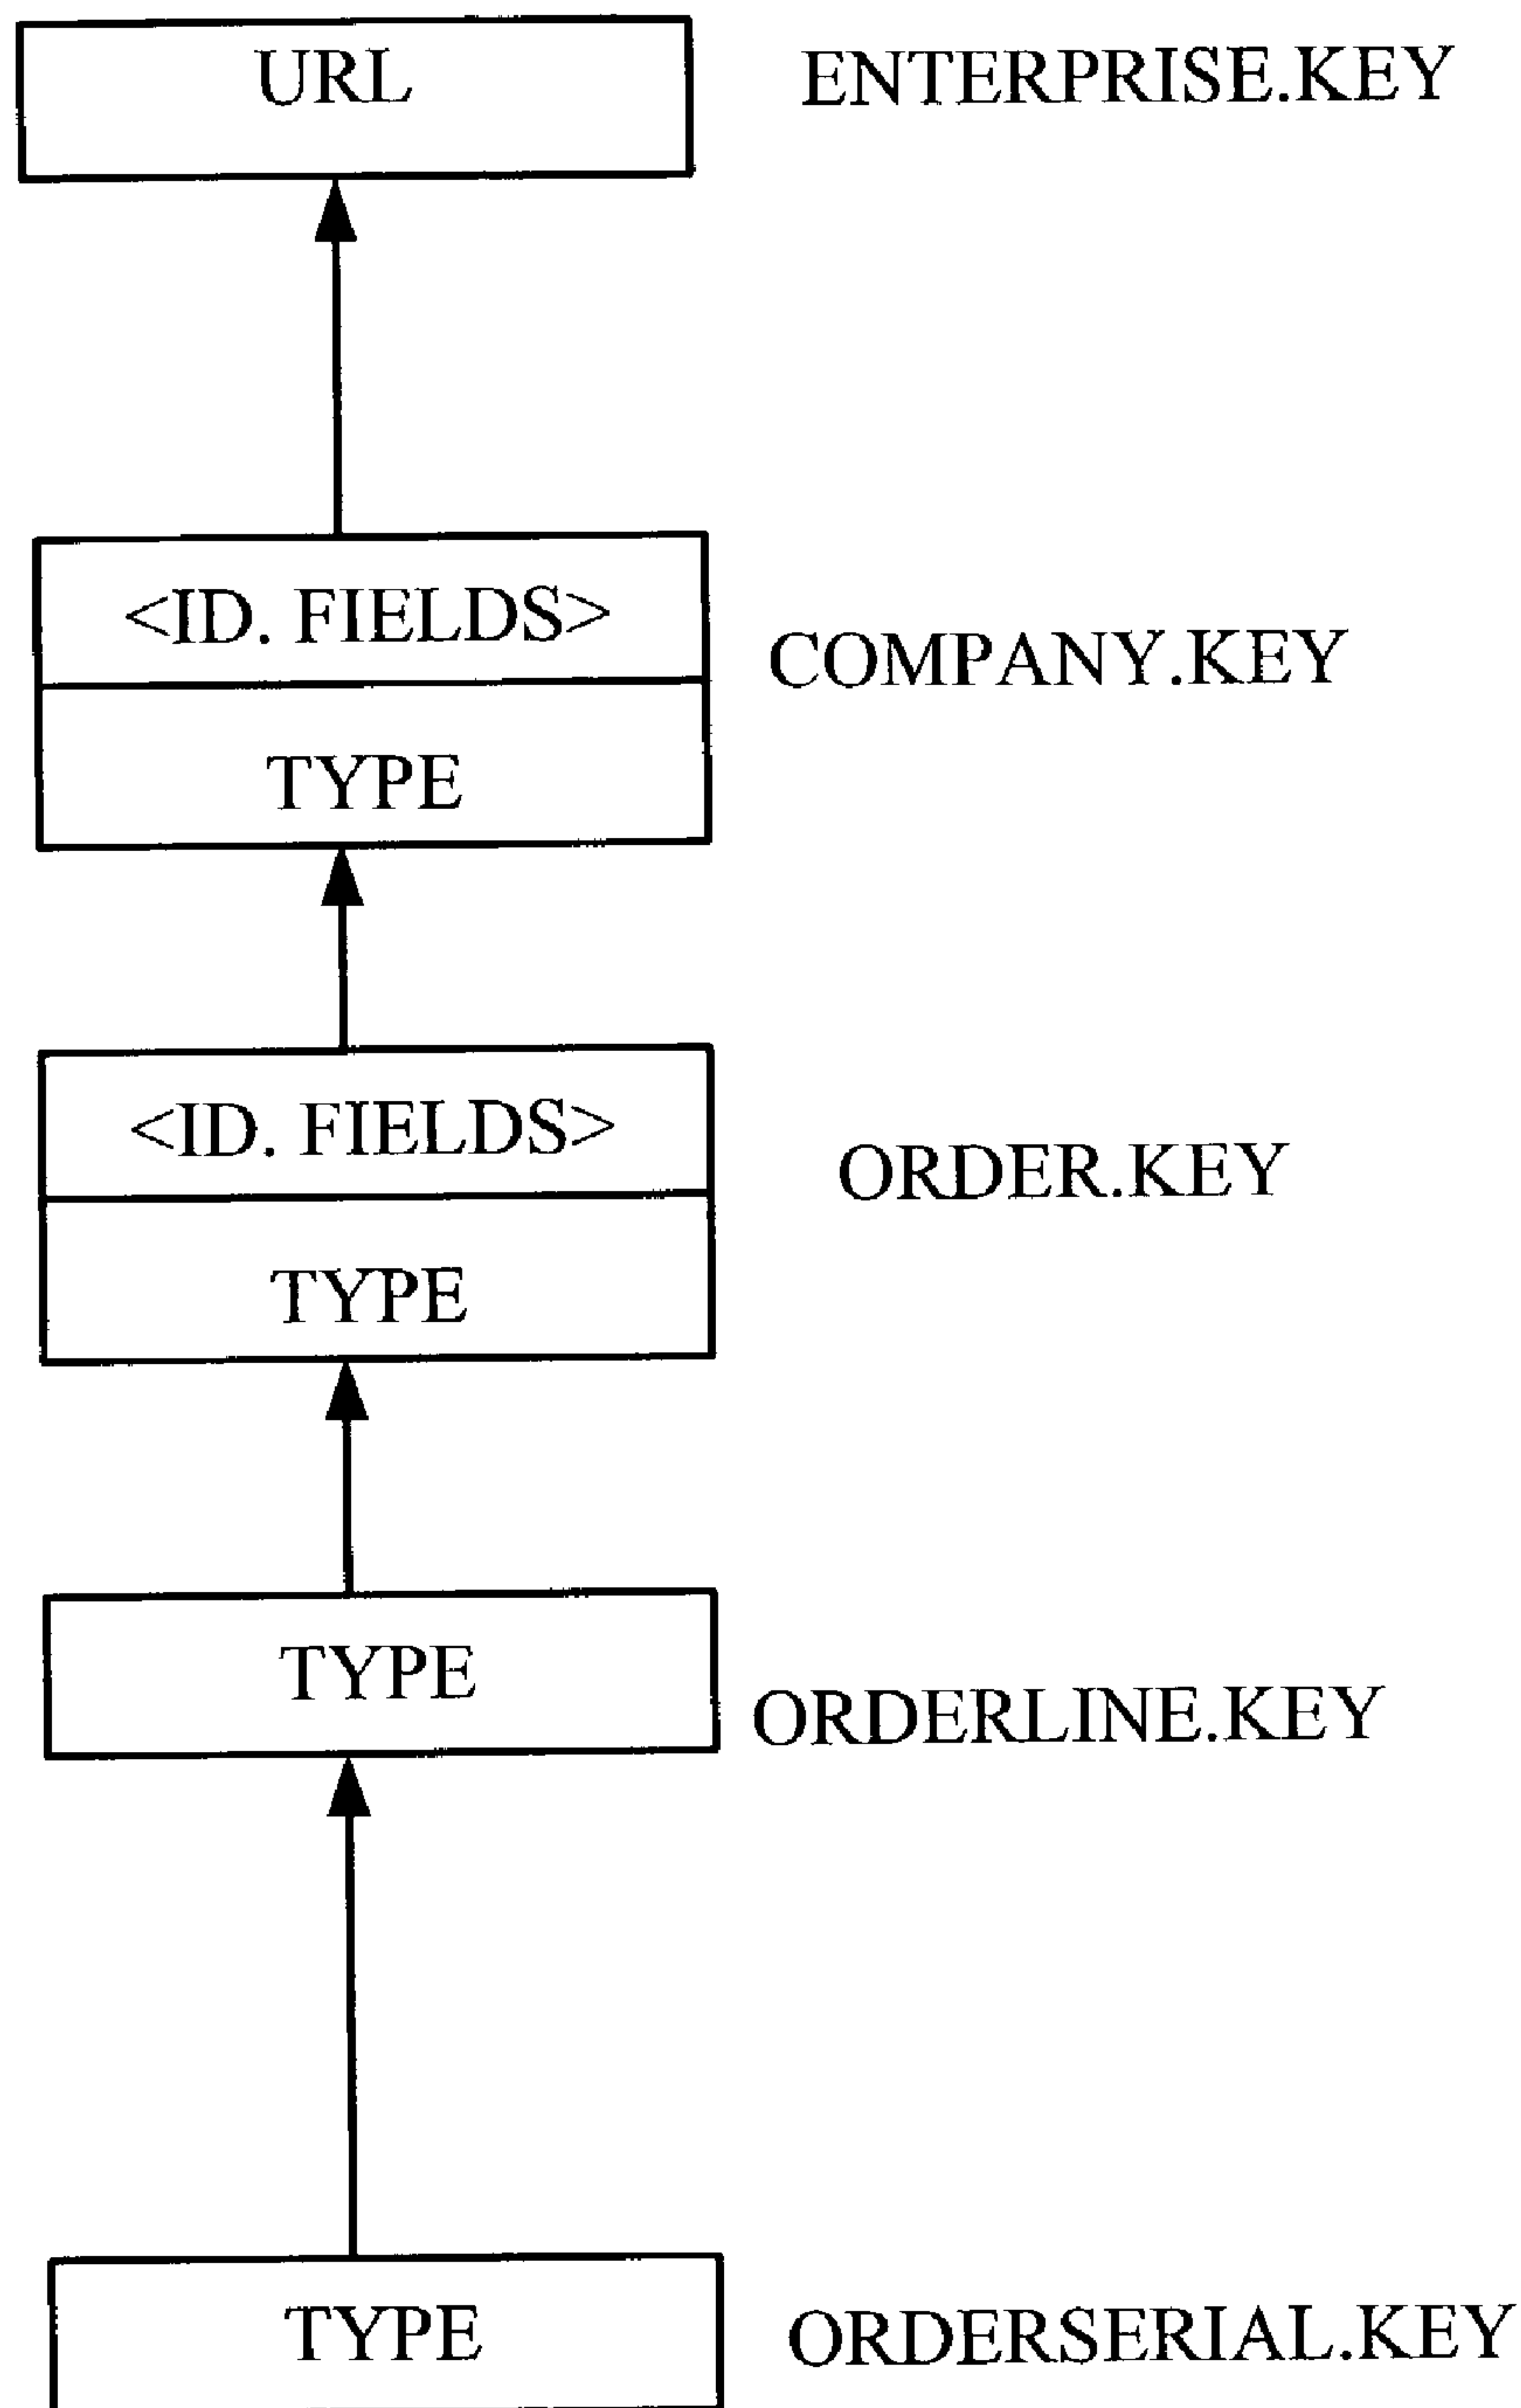 URL
ENTERPRISE.KEY
<ID. FIELDS>
COMPANY.KEY
TYPE
<ID. FIELDS>
ORDER.KEY
TYPE
TYPE
ORDERLINE.KEY
TYPE
ORDERSERIAL.KEY